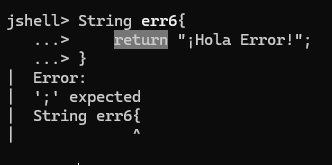 jshell> String err6{
   ...>     return "¡Hola Error!";
   ...> }
|  Error:
|  ';' expected
|  String err6{
|             ^